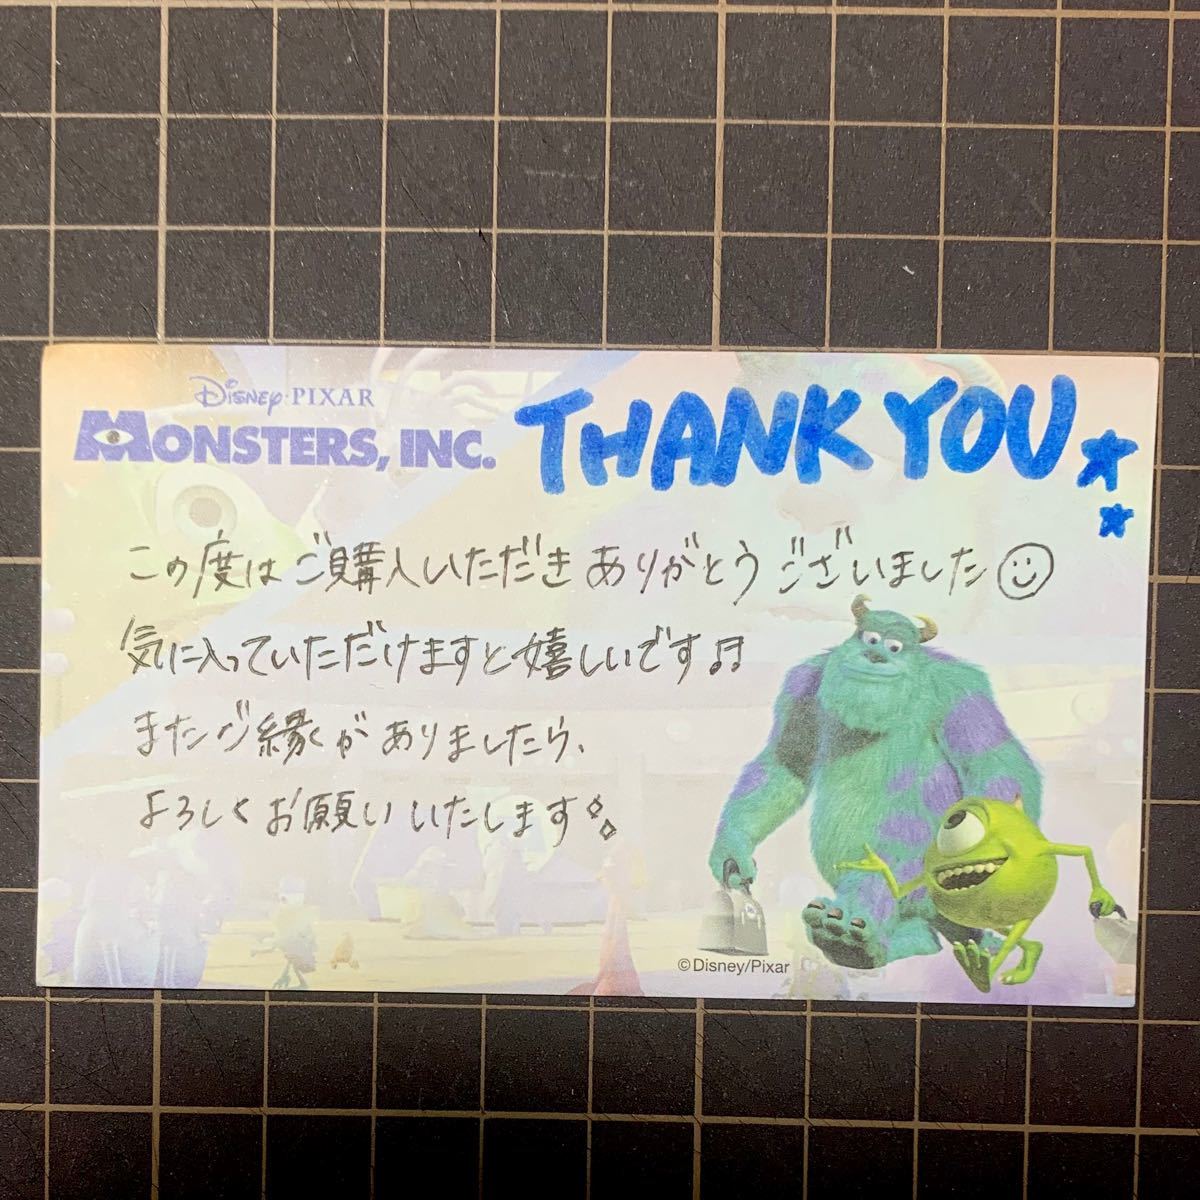 Disney·PIXAR
MONSTERS, INC.
THANK YOU★★
この度はご購入いただきありがとうございました☺
気に入っていただけますと嬉しいです♫
またご縁がありましたら、
よろしくお願いいたします✧
©Disney/Pixar